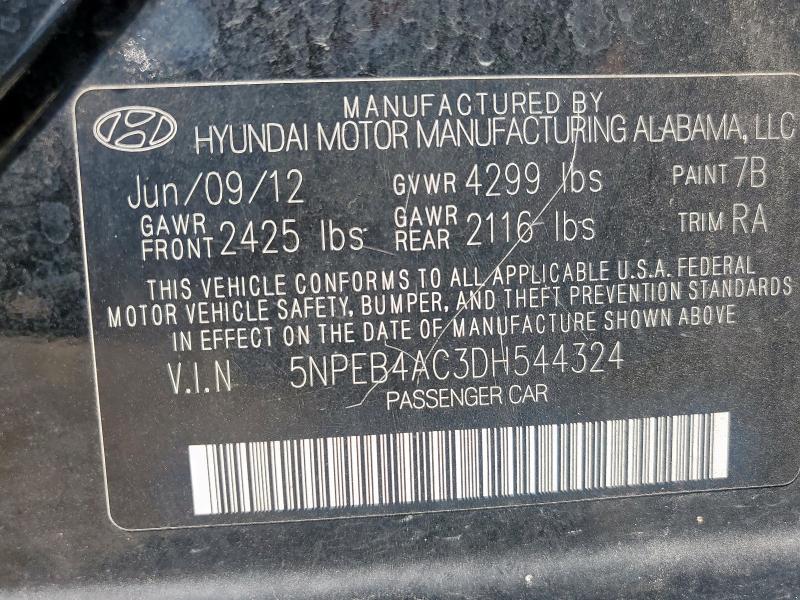 MANUFACTURED BY
HYUNDAI MOTOR MANUFACTURING ALABAMA, LLC
Jun/09/12 GVWR 4299 lbs PAINT 7B
GAWR FRONT 2425 lbs GAWR REAR 2116 lbs TRIM RA
THIS VEHICLE CONFORMS TO ALL APPLICABLE U.S.A. FEDERAL
MOTOR VEHICLE SAFETY, BUMPER, AND THEFT PREVENTION STANDARDS
IN EFFECT ON THE DATE OF MANUFACTURE SHOWN ABOVE
V.I.N 5NPEB4AC3DH544324
PASSENGER CAR